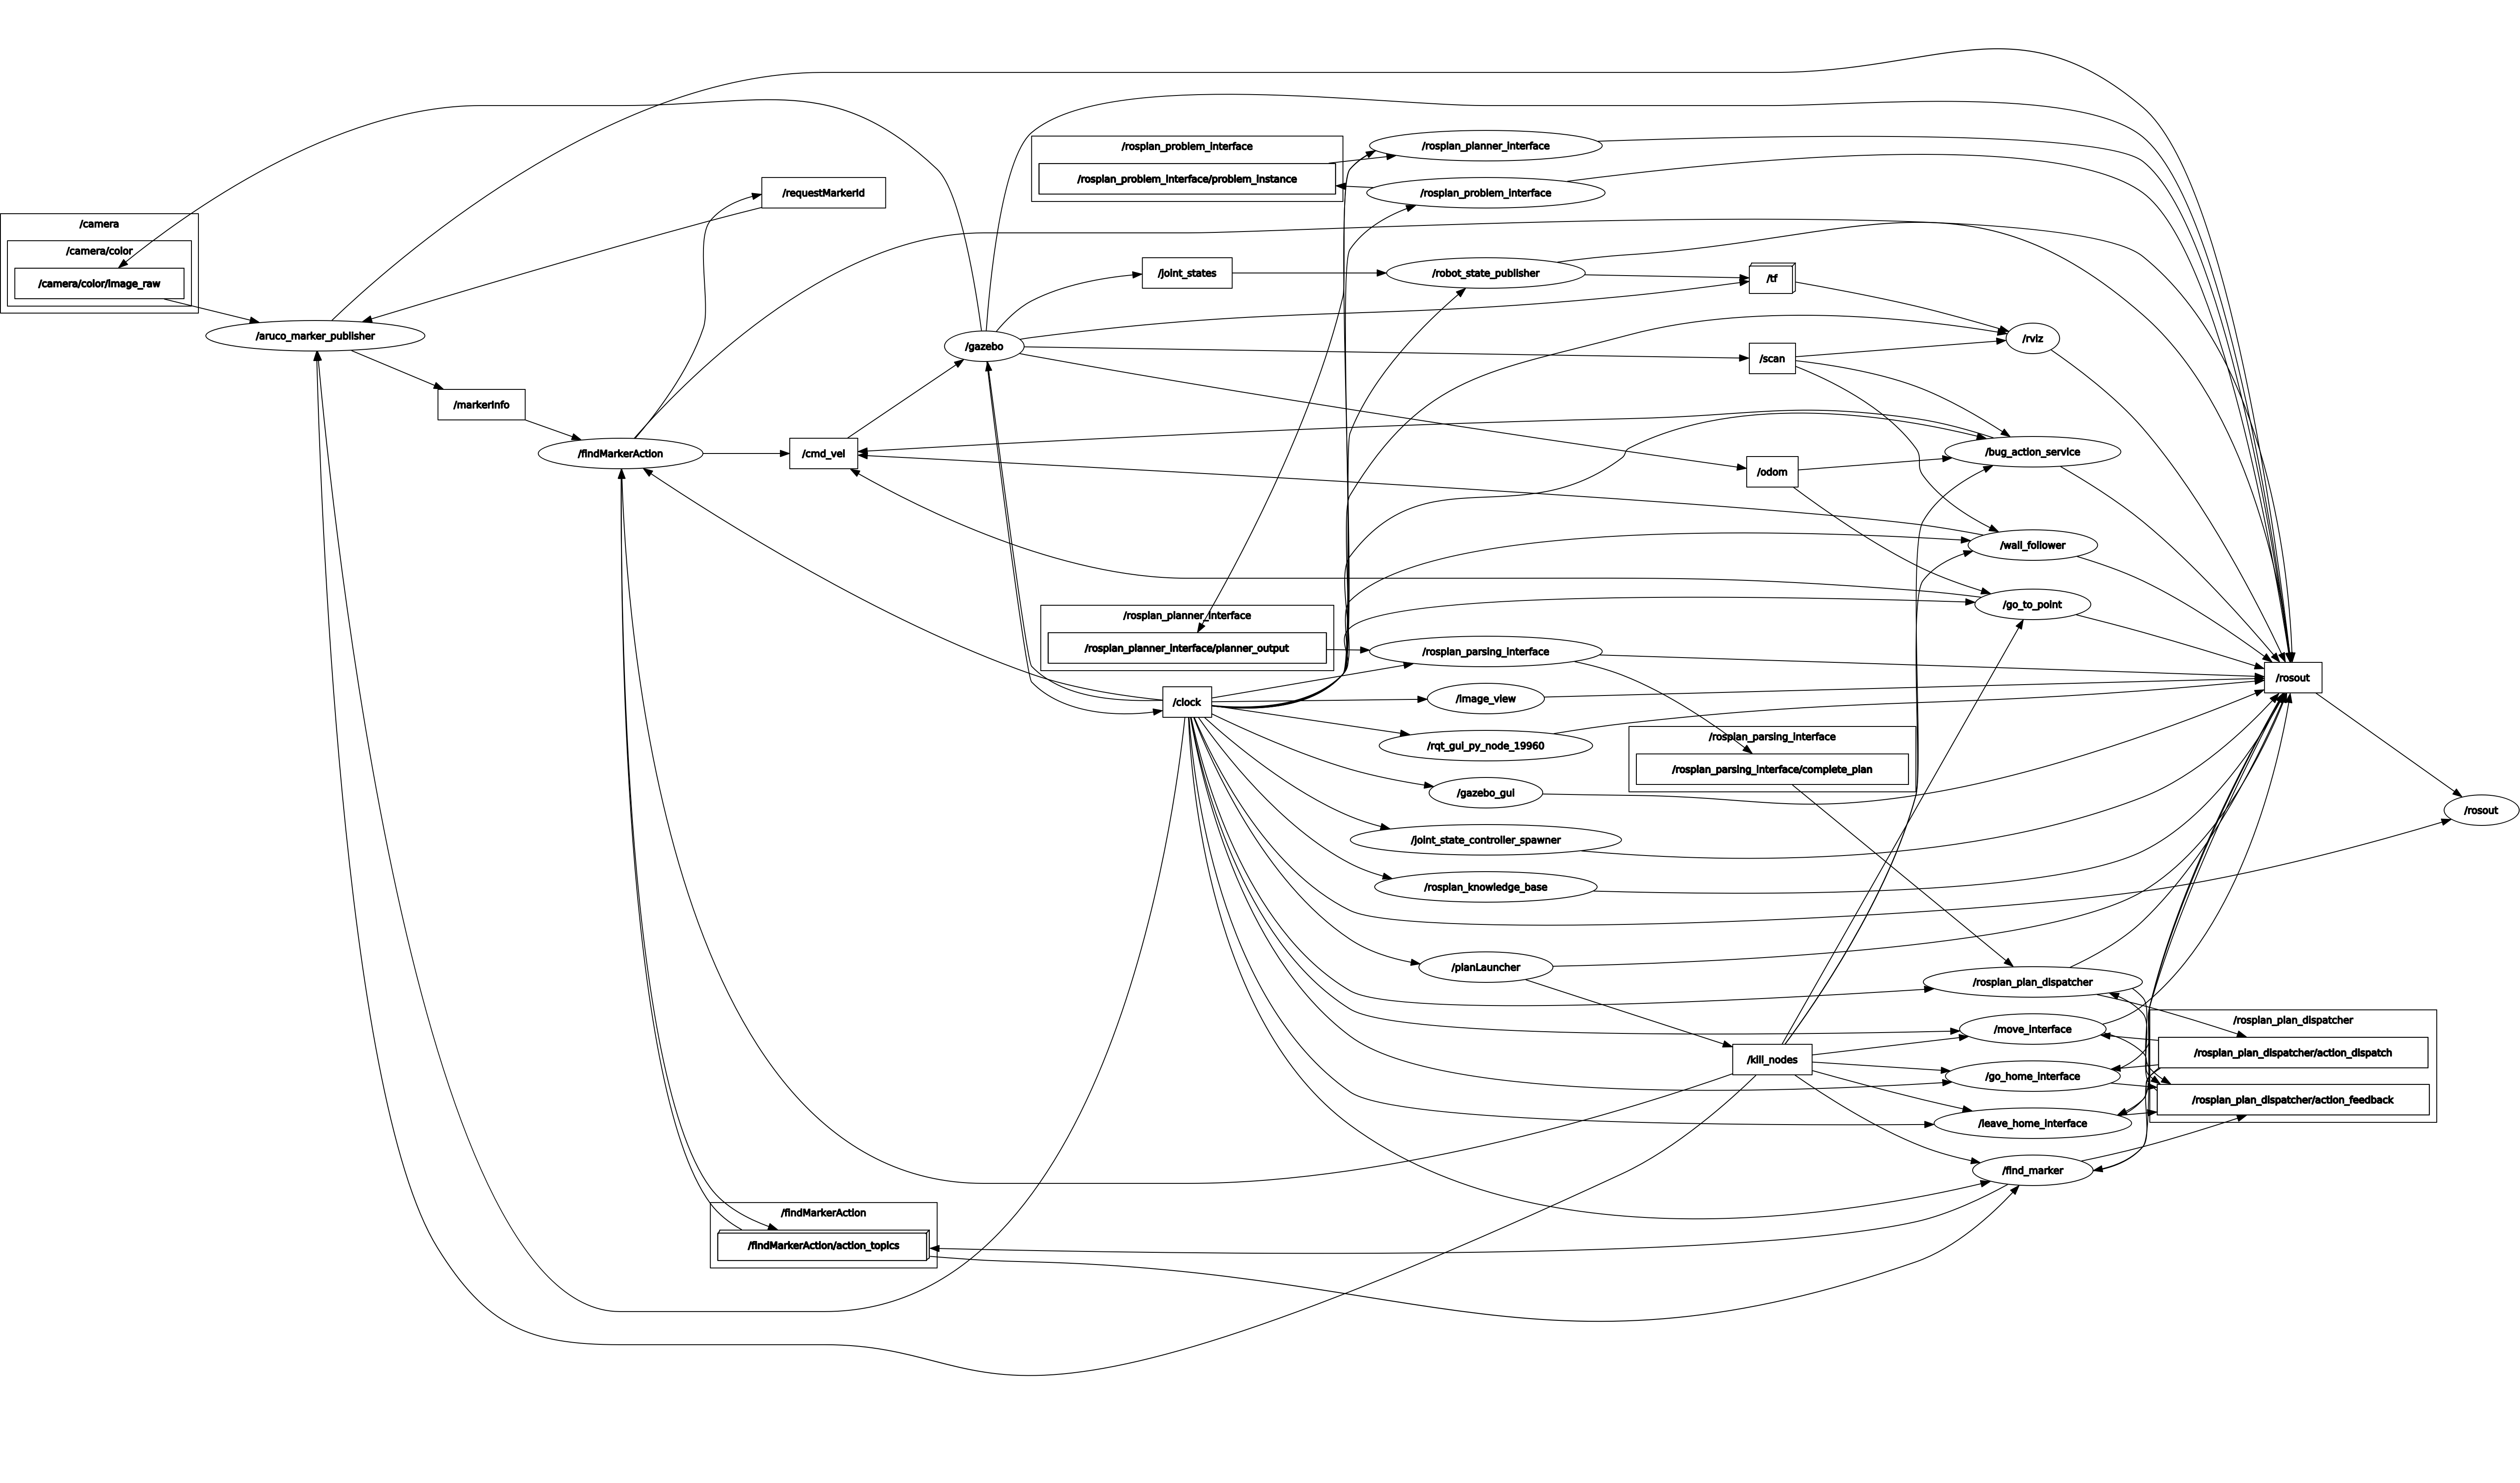 /rosplan_problem_interface
/rosplan_planner_interface
/rosplan_problem_interface/problem_instance
/rosplan_problem_interface
/requestMarkerId
/camera
/camera/color
/camera/color/image_raw
/joint_states
/robot_state_publisher
/tf
/aruco_marker_publisher
/gazebo
/rviz
/scan
/markerInfo
/findMarkerAction
/cmd_vel
/bug_action_service
/odom
/wall_follower
/go_to_point
/rosplan_planner_interface
/rosplan_planner_interface/planner_output
/rosplan_parsing_interface
/rosout
/clock
/image_view
/rqt_gui_py_node_19960
/rosplan_parsing_interface
/rosplan_parsing_interface/complete_plan
/gazebo_gui
/rosout
/joint_state_controller_spawner
/rosplan_knowledge_base
/planLauncher
/rosplan_plan_dispatcher
/rosplan_plan_dispatcher
/move_interface
/rosplan_plan_dispatcher/action_dispatch
/kill_nodes
/go_home_interface
/rosplan_plan_dispatcher/action_feedback
/leave_home_interface
/find_marker
/findMarkerAction
/findMarkerAction/action_topics